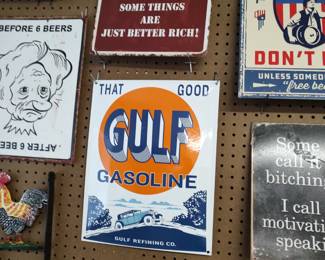 BEFORE 6 BEERS
AFTER 6 BEERS
SOME THINGS
ARE
JUST BETTER RICH!
DON'T
UNLESS SOMEO
"free be
THAT GOOD
GULF
GASOLINE
GULF REFINING CO.
Some
call it
bitchin
I call
motivati
speaki